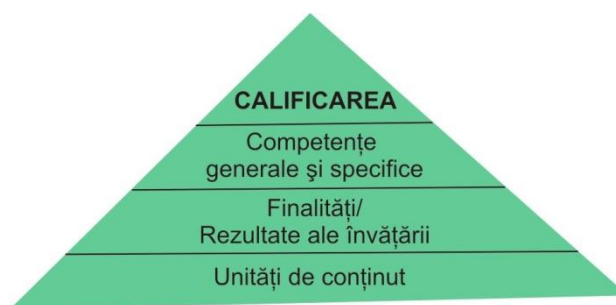 CALIFICAREA
Competențe
generale şi specifice
Finalități/
Rezultate ale învățării
Unități de conținut